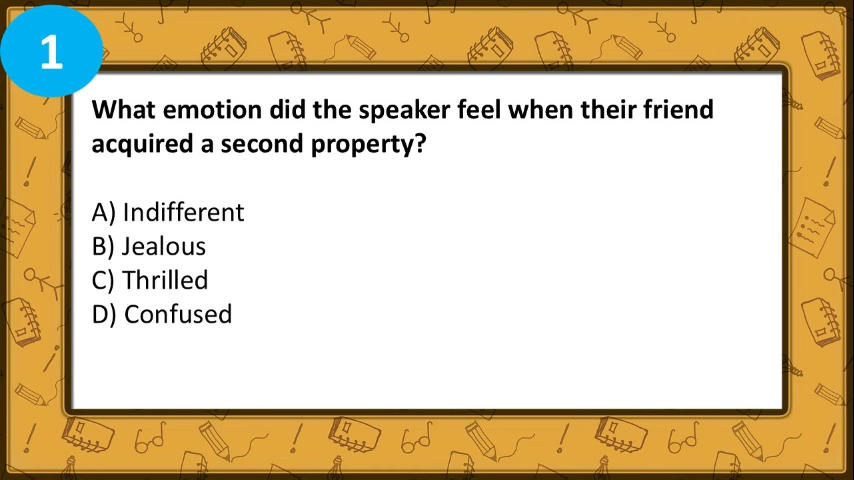 1
What emotion did the speaker feel when their friend
acquired a second property?
A) Indifferent
B) Jealous
C) Thrilled
D) Confused